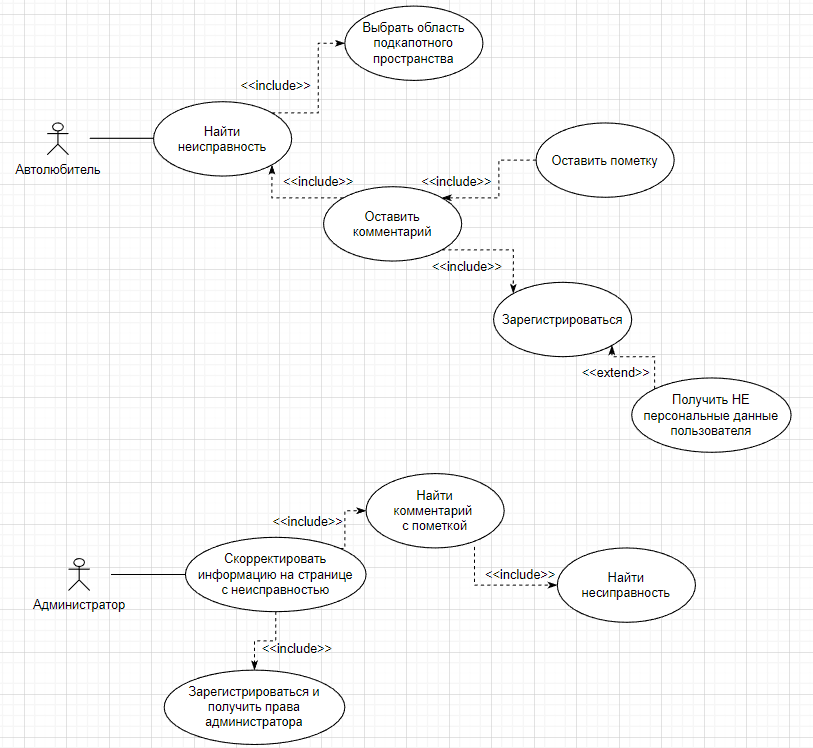 Выбрать область
подкапотного
пространства
<<include>>
Найти
неисправность
Автолюбитель
<<include>>
<<include>>
Оставить пометку
Оставить
комментарий
<<include>>
Зарегистрироваться
<<extend>>
Получить НЕ
персональные данные
пользователя
Найти
комментарий
с пометкой
<<include>>
Скорректировать
информацию на странице
с неисправностью
Администратор
<<include>>
Найти
несиправность
<<include>>
Зарегистрироваться и
получить права
администратора